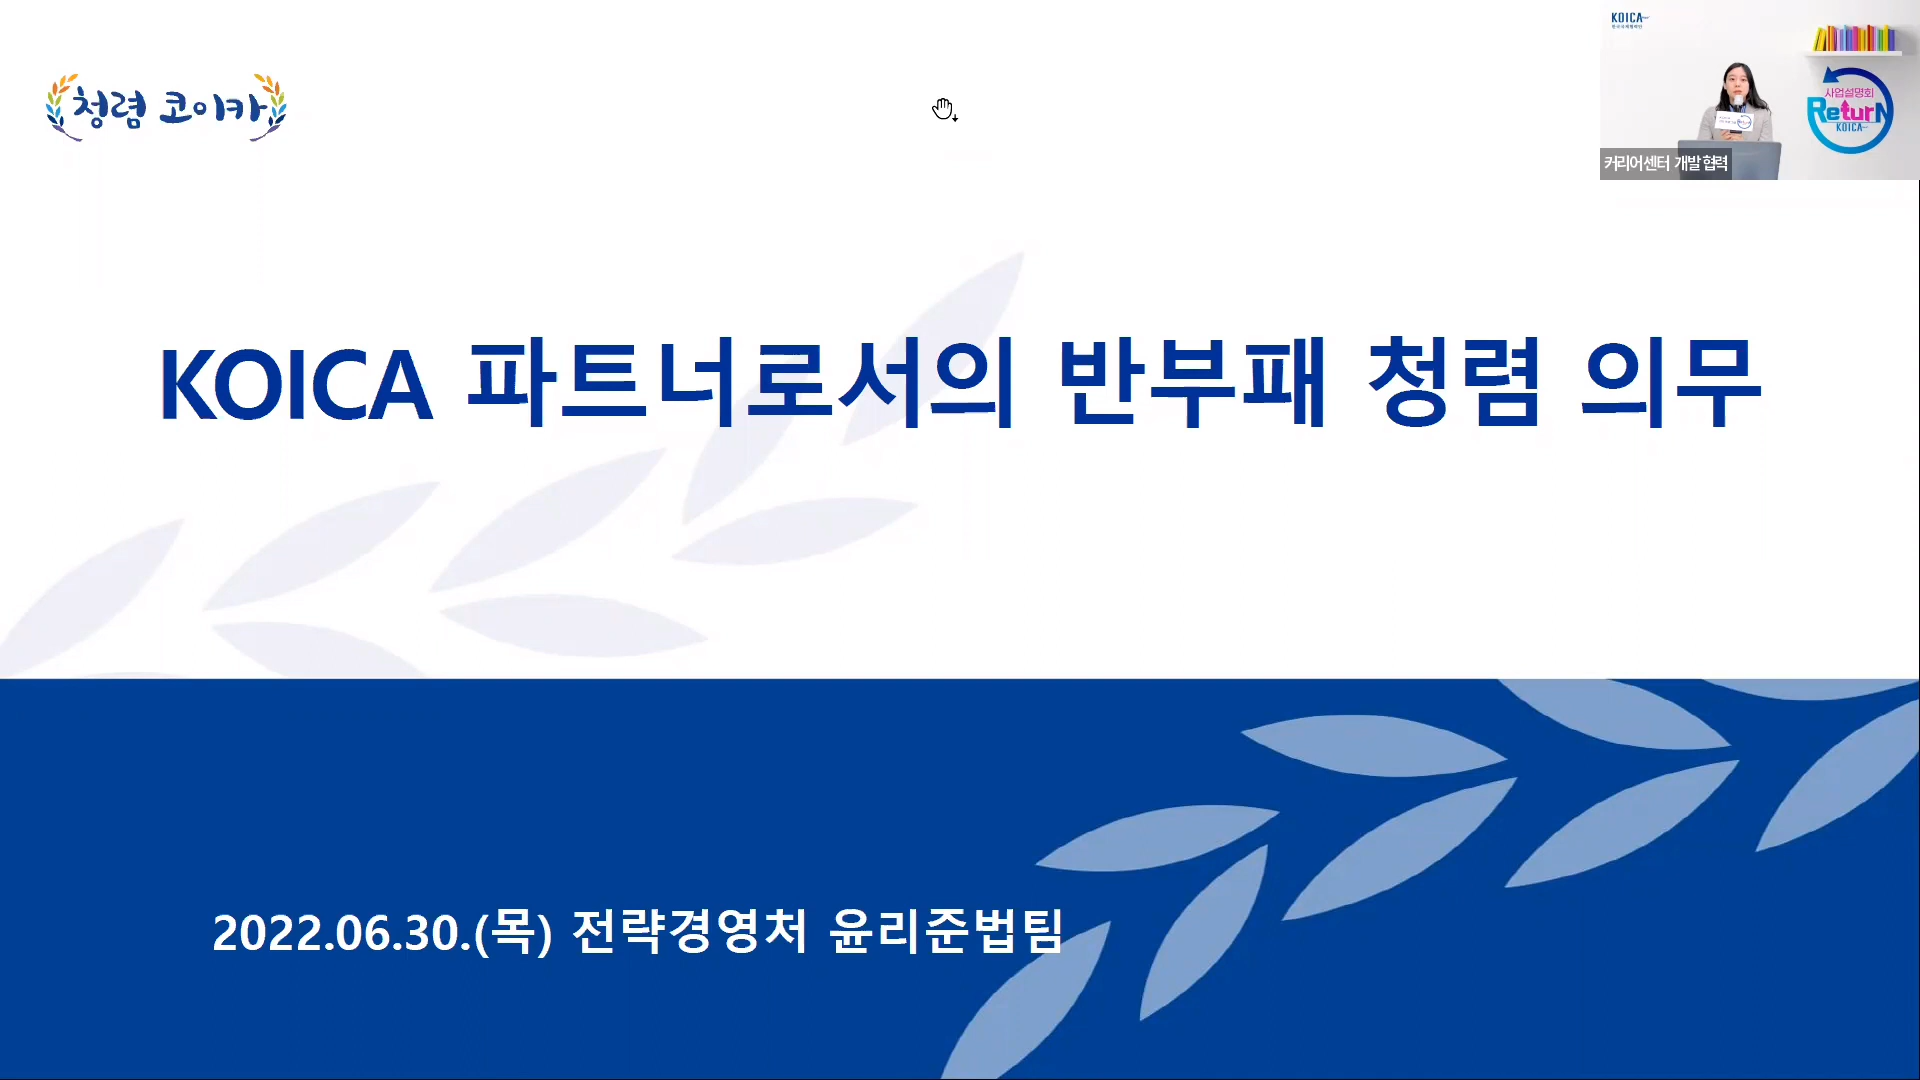 청렴 코이카
KOICA
사업설명회
ReturN
KOICA
커리어센터 개발협력
KOICA 파트너로서의 반부패 청렴 의무
2022.06.30.(목) 전략경영처 윤리준법팀